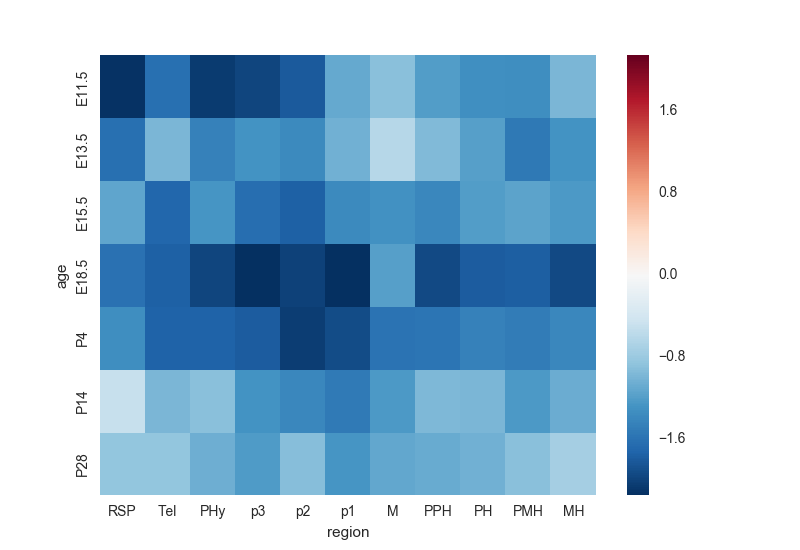 age
E11.5
E13.5
E15.5
E18.5
P4
P14
P28
RSP Tel PHy p3 p2 p1 M PPH PH PMH MH
region
1.6
0.8
0.0
−0.8
−1.6